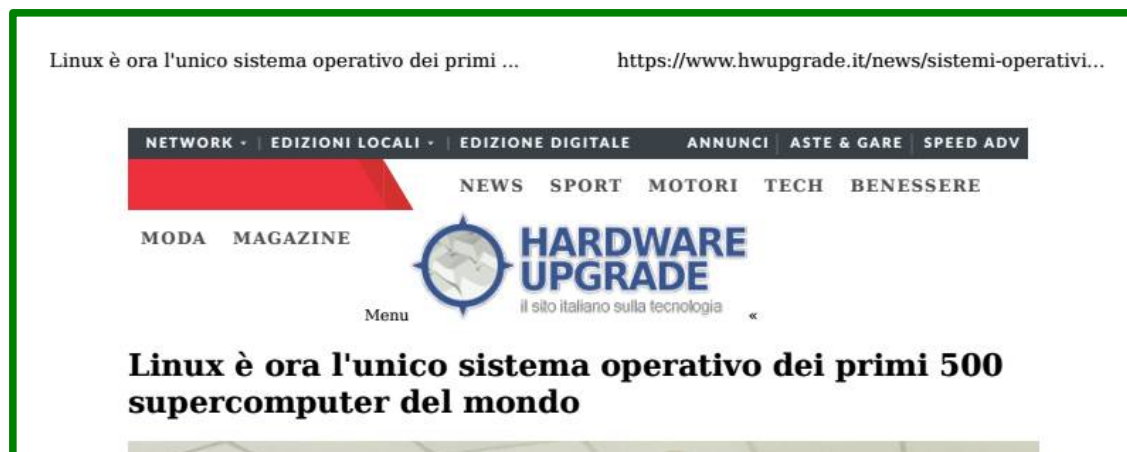 Linux è ora l'unico sistema operativo dei primi ... https://www.hwupgrade.it/news/sistemi-operativi...
NETWORK EDIZIONI LOCALI EDIZIONE DIGITALE ANNUNCI ASTE & GARE SPEED ADV
NEWS SPORT MOTORI TECH BENESSERE
MODA MAGAZINE
HARDWARE
UPGRADE
il sito italiano sulla tecnologia
Menu «
Linux è ora l'unico sistema operativo dei primi 500
supercomputer del mondo